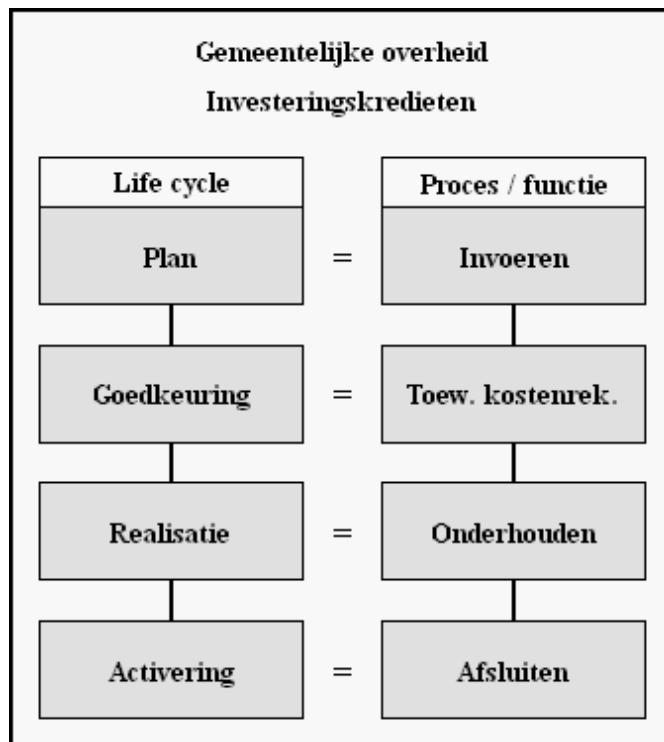 Gemeentelijke overheid
Investeringskredieten
Life cycle
Proces / functie
Plan
=
Invoeren
Goedkeuring
=
Toew. kostenrek.
Realisatie
=
Onderhouden
Activering
=
Afsluiten